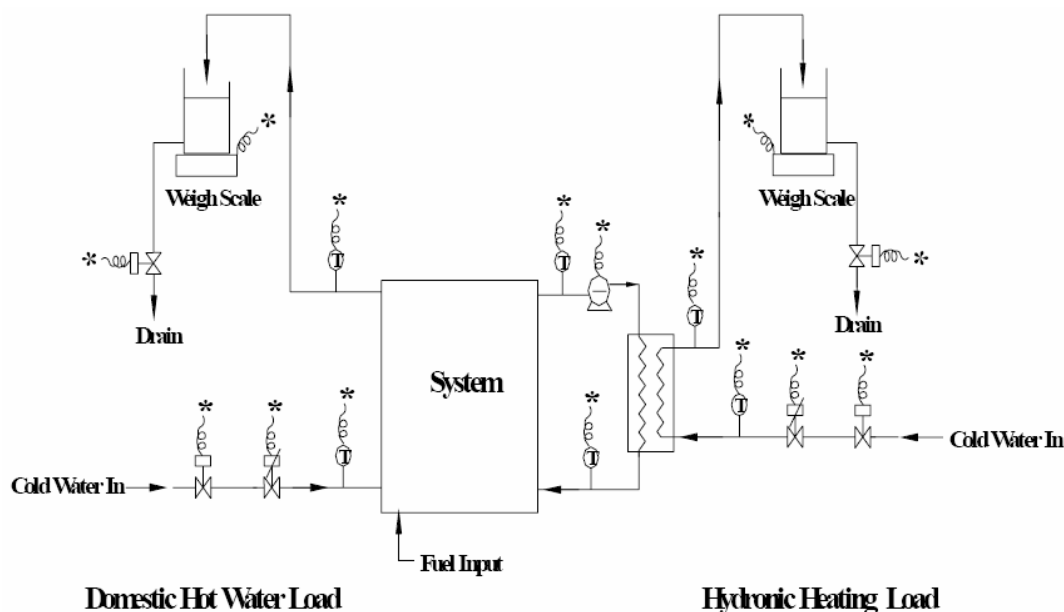 *
*
Weigh Scale
Weigh Scale
*
*
*
*
*
*
T
T
T
Drain
Drain
System
*
*
*
*
*
*
*
T
T
T
Cold Water In
Cold Water In
Fuel Input
Domestic Hot Water Load
Hydronic Heating Load